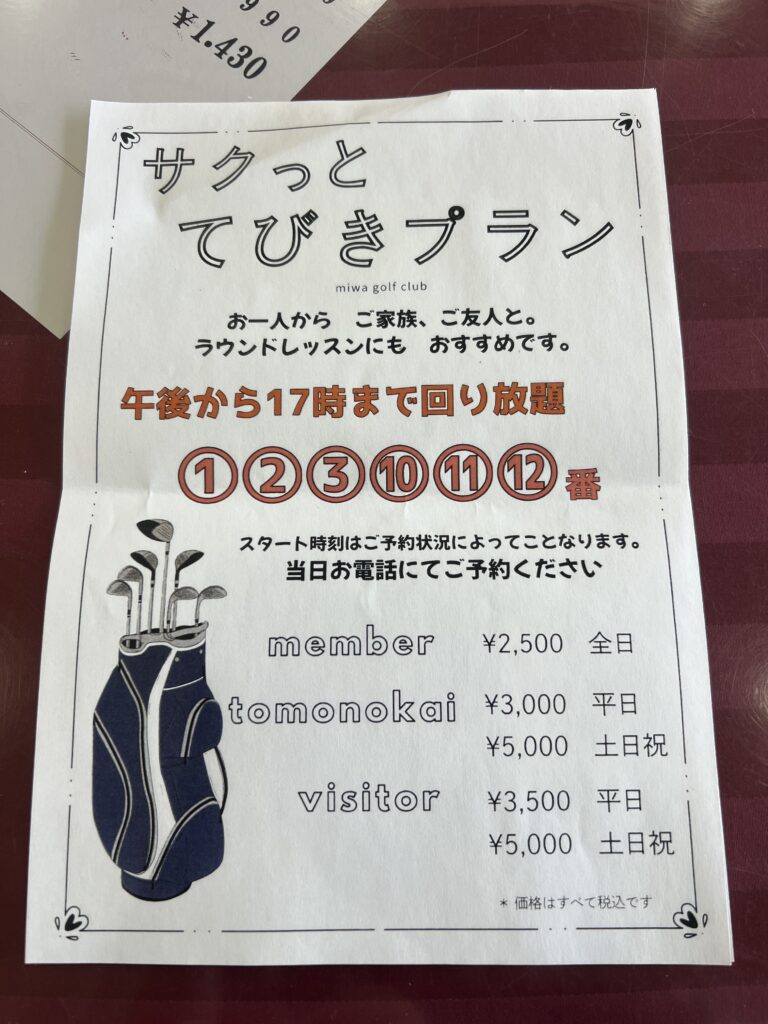 990
¥1.430
サクっと
てびきプラン
miwa golf club
お一人から ご家族、ご友人と。
ラウンドレッスンにも おすすめです。
午後から17時まで回り放題
①②③⑩⑪⑫番
スタート時刻はご予約状況によってことなります。
当日お電話にてご予約ください
member ¥2,500 全日
tomonokai ¥3,000 平日
¥5,000 土日祝
visitor ¥3,500 平日
¥5,000 土日祝
* 価格はすべて税込です